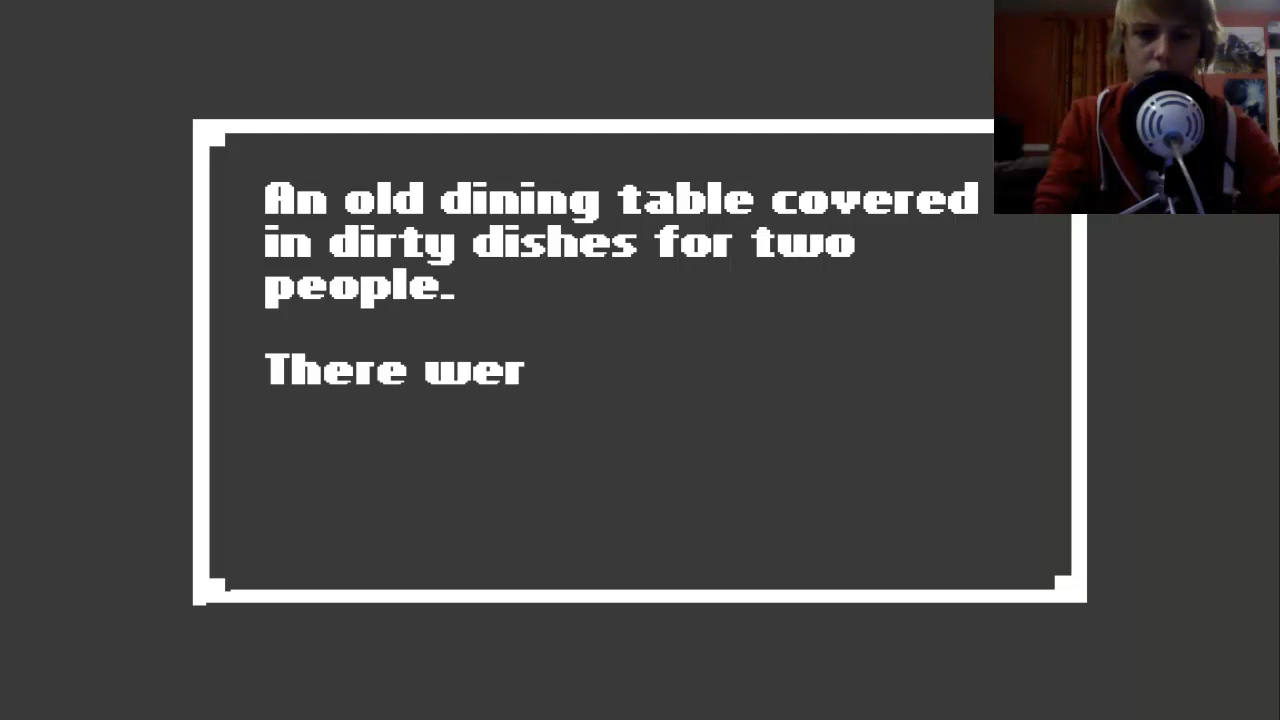 An old dining table covered
in dirty dishes for two
people.
There wer